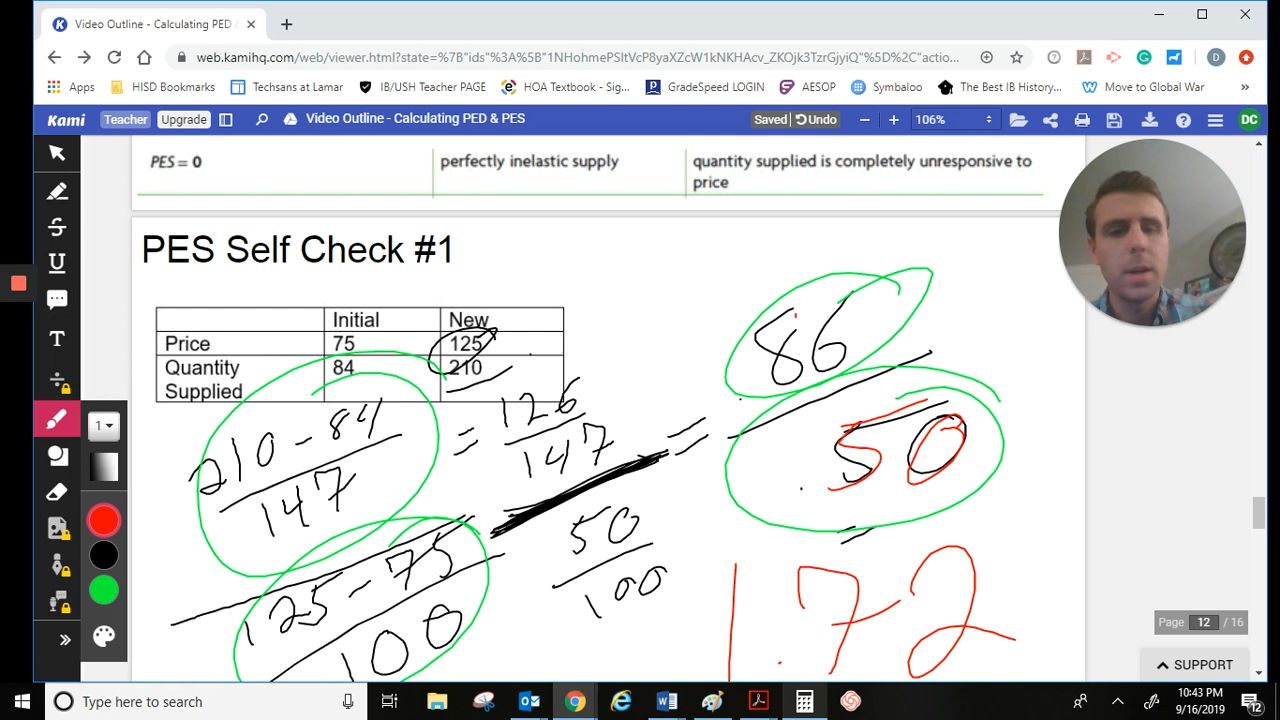 Video Outline - Calculating PED &
web.kamihq.com/web/viewer.html?state=%7B"ids"%3A%5B"1NHohmePSltVcP8yaXZcW1kNKHAcv_ZKOjk3TzrGjyiQ"%5D%2C"actio...
Apps HISD Bookmarks Techsans at Lamar IB/USH Teacher PAGE HOA Textbook - Sign... GradeSpeed LOGIN AESOP Symbaloo The Best IB History... Move to Global War »
Kami Teacher Upgrade Video Outline - Calculating PED & PES Saved Undo 106% DC
PES = 0 perfectly inelastic supply quantity supplied is completely unresponsive to
price
PES Self Check #1
Initial New
Price 75 125
Quantity 84 210
Supplied
86
50
210 - 84
147
= 126
147
=
=
125 - 75
100
50
100
1.72
1
Page 12 / 16
SUPPORT
Type here to search
10:43 PM
9/16/2019
12